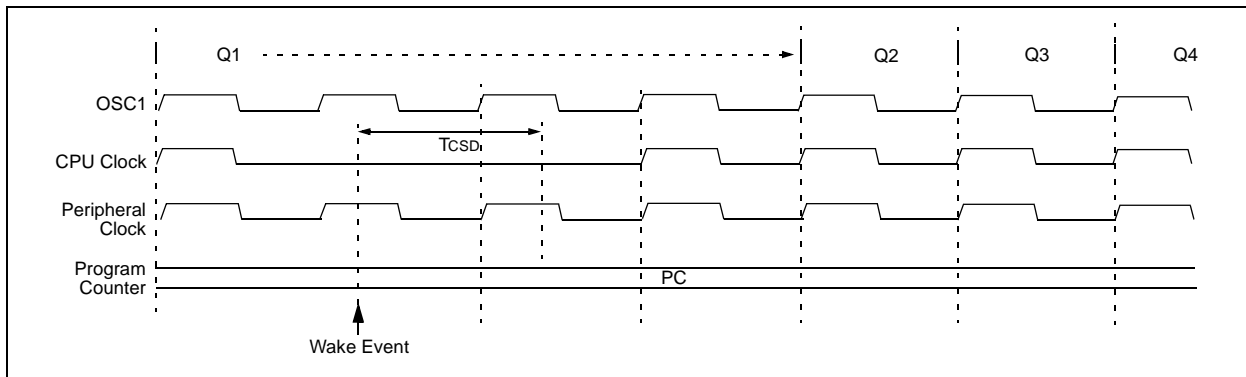 Q1
Q2
Q3
Q4
OSC1
TCSD
CPU Clock
Peripheral
Clock
Program
Counter
PC
Wake Event